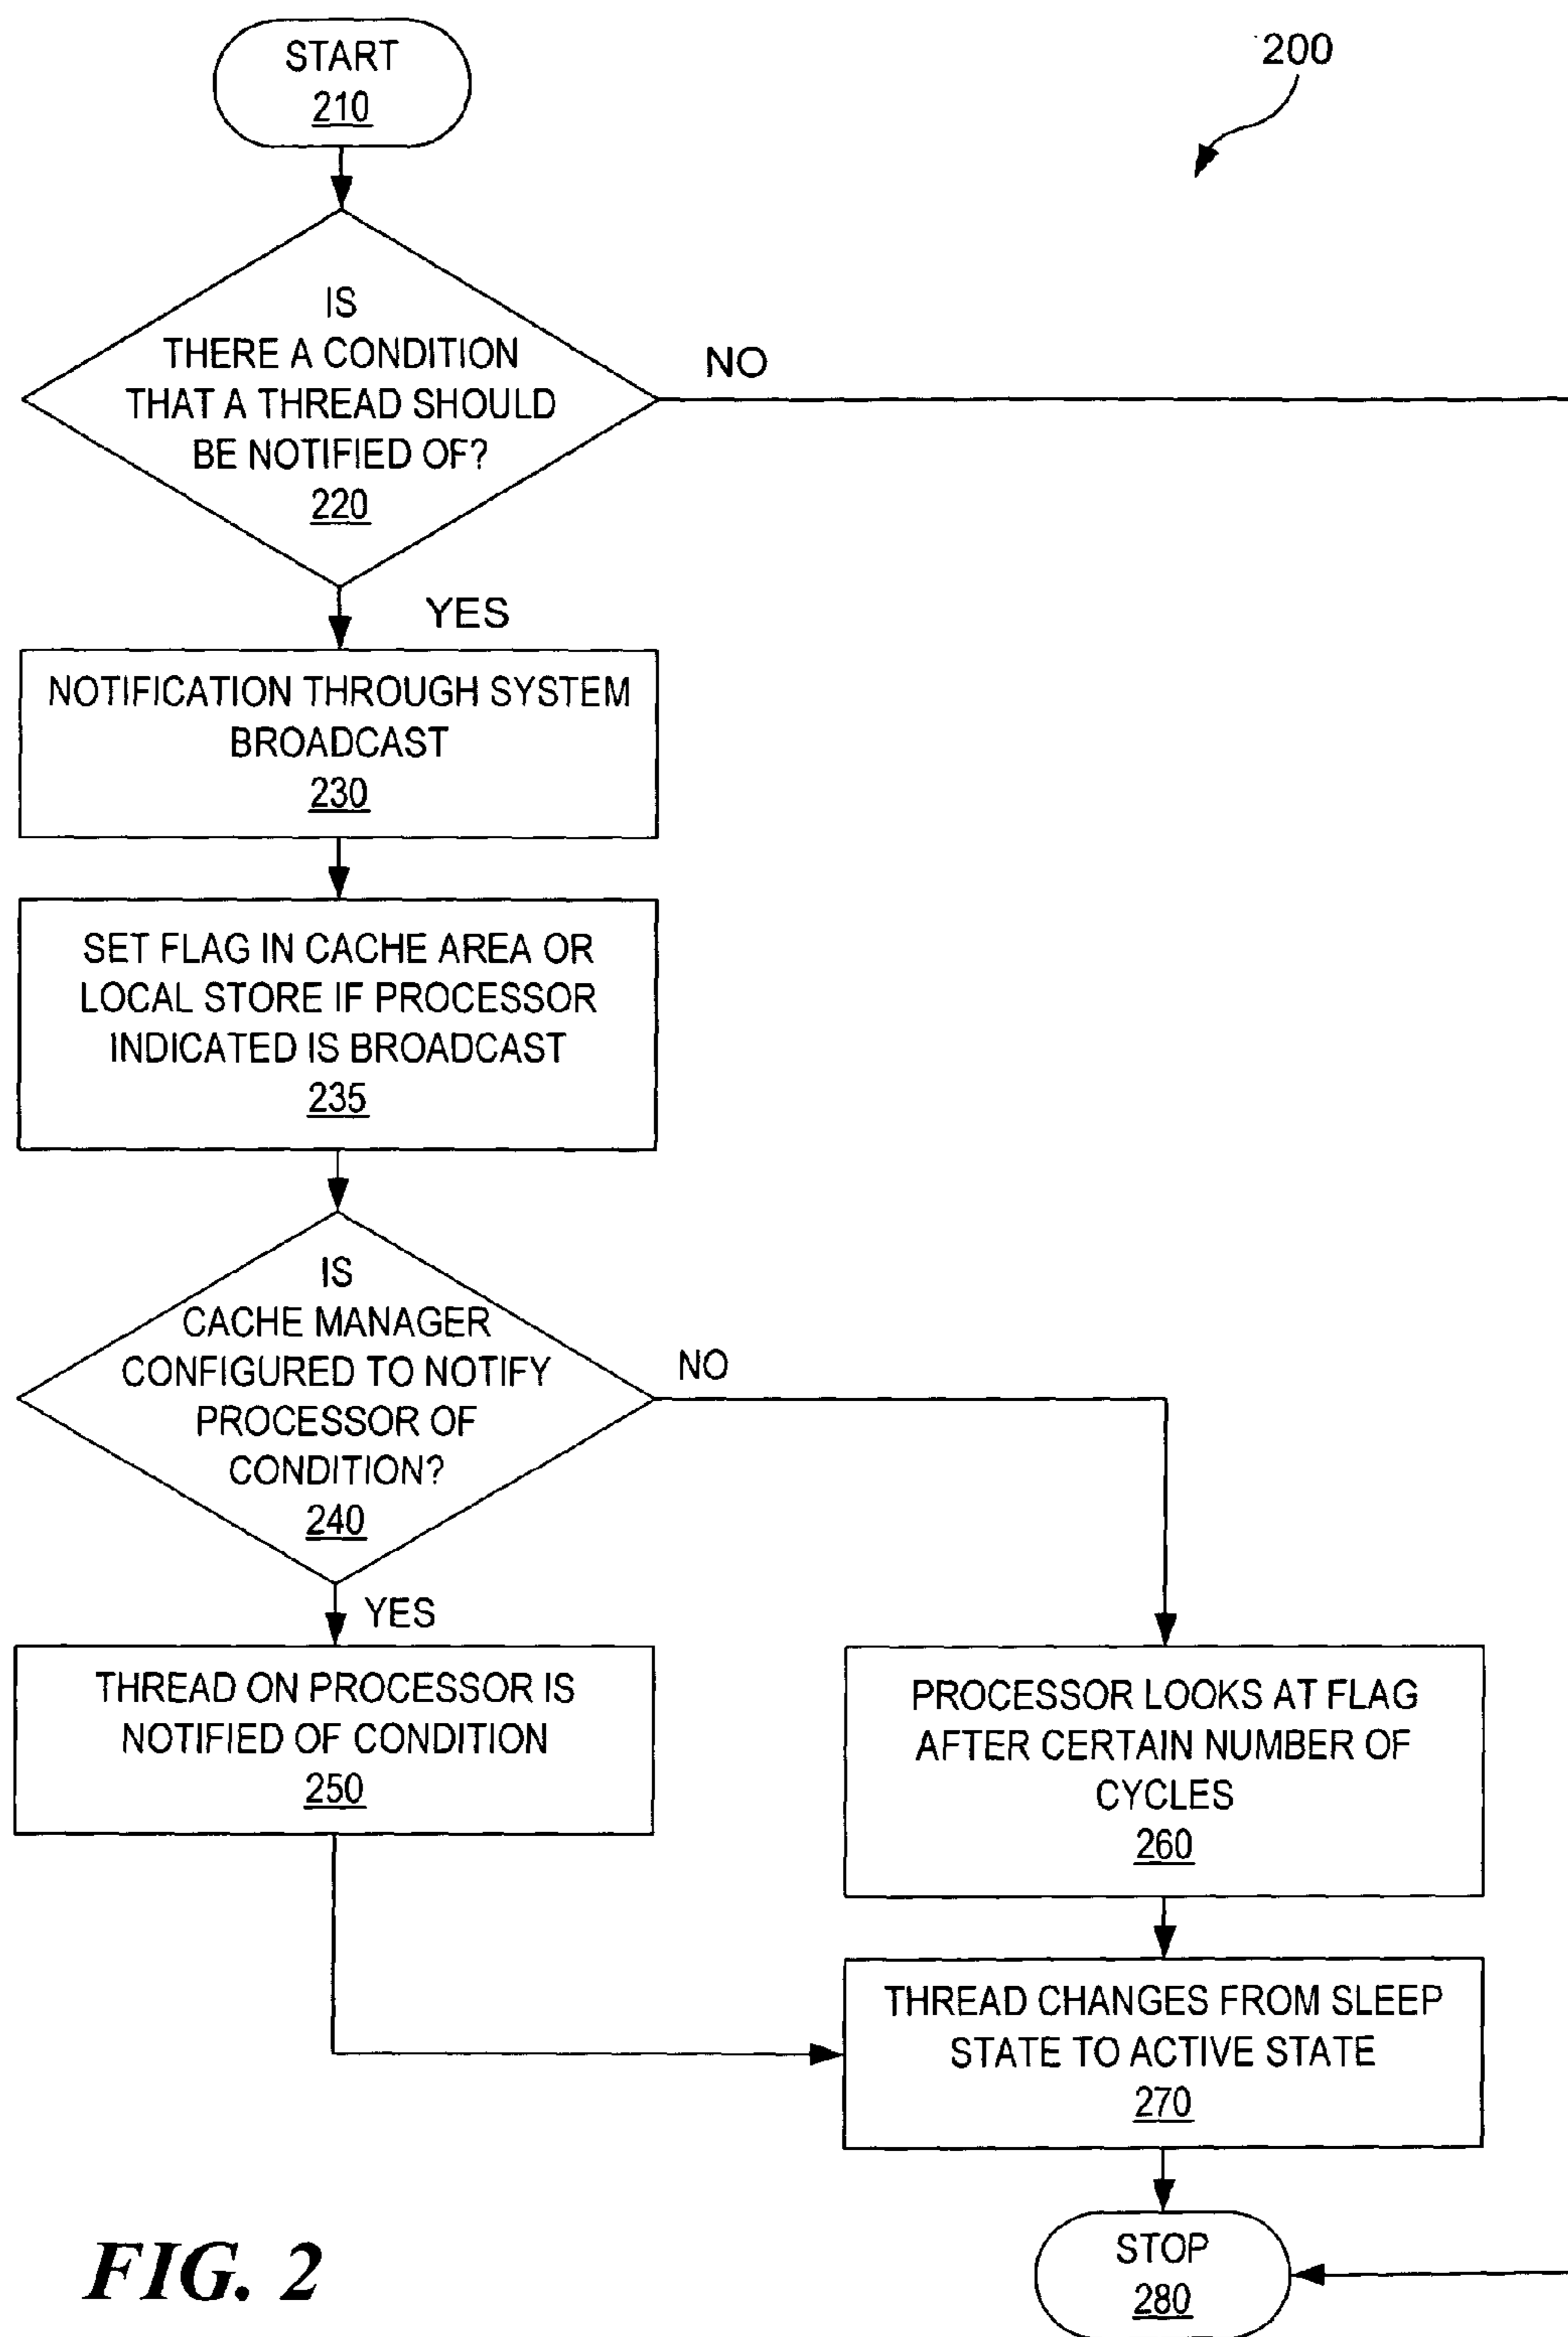 START
210
200
IS
THERE A CONDITION
THAT A THREAD SHOULD
BE NOTIFIED OF?
220
NO
YES
NOTIFICATION THROUGH SYSTEM
BROADCAST
230
SET FLAG IN CACHE AREA OR
LOCAL STORE IF PROCESSOR
INDICATED IS BROADCAST
235
IS
CACHE MANAGER
CONFIGURED TO NOTIFY
PROCESSOR OF
CONDITION?
240
NO
YES
THREAD ON PROCESSOR IS
NOTIFIED OF CONDITION
250
PROCESSOR LOOKS AT FLAG
AFTER CERTAIN NUMBER OF
CYCLES
260
THREAD CHANGES FROM SLEEP
STATE TO ACTIVE STATE
270
STOP
280
FIG. 2